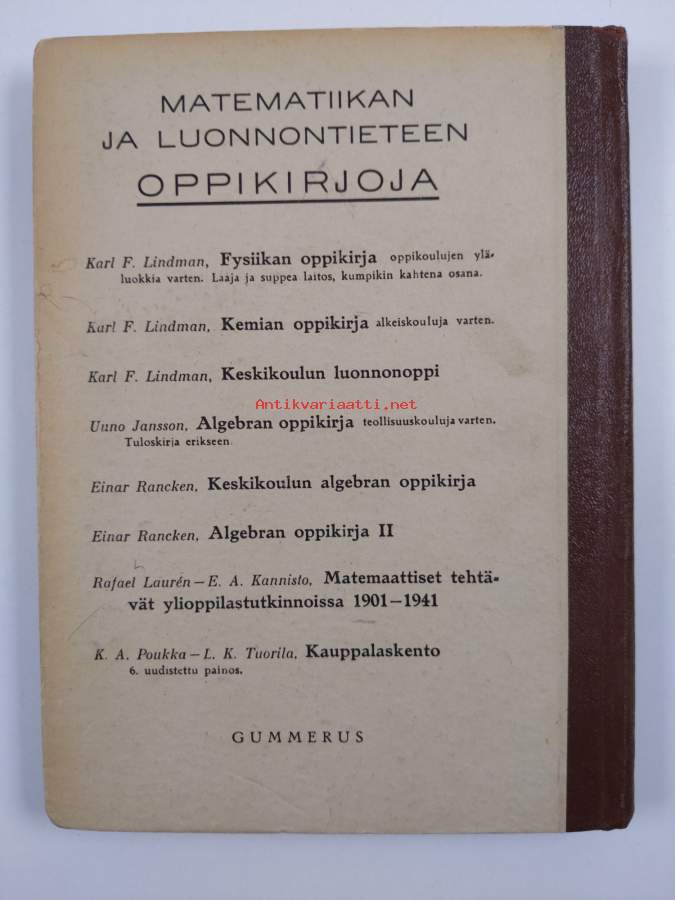 MATEMATIIKAN
JA LUONNONTIETEEN
OPPIKIRJOJA
Karl F. Lindman, Fysiikan oppikirja oppikoulujen ylä-
luokkia varten. Laaja ja suppea laitos, kumpikin kahtena osana.
Karl F. Lindman, Kemian oppikirja alkeiskouluja varten.
Karl F. Lindman, Keskikoulun luonnonoppi
Antikvariaatti.net
Uuno Jansson, Algebran oppikirja teollisuuskouluja varten.
Tuloskirja erikseen.
Einar Rancken, Keskikoulun algebran oppikirja
Einar Rancken, Algebran oppikirja II
Rafael Laurén—E. A. Kannisto, Matemaattiset tehtä-
vät ylioppilastutkinnoissa 1901—1941
K. A. Poukka—L. K. Tuorila, Kauppalaskento
6. uudistettu painos.
GUMMERUS